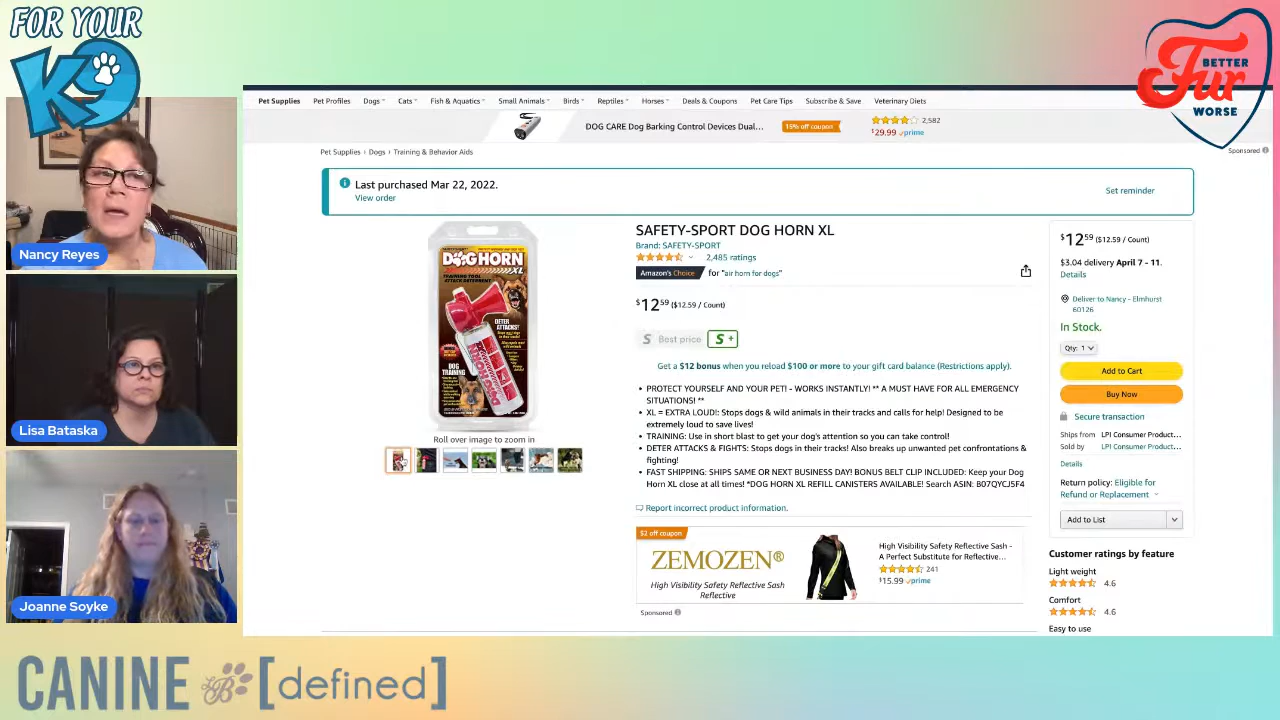 FOR YOUR
K9
BETTER
Fur
WORSE
Nancy Reyes
Lisa Bataska
Joanne Soyke
Pet Supplies Pet Profiles Dogs Cats Fish & Aquatics Small Animals Birds Reptiles Horses Deals & Coupons Pet Care Tips Subscribe & Save Veterinary Diets
DOG CARE Dog Barking Control Devices Dual... 15% off coupon 2,582
$29.99 prime
Sponsored
Pet Supplies › Dogs › Training & Behavior Aids
Last purchased Mar 22, 2022.
View order
Set reminder
DOG HORN
XL
TRAINING TOOL
ATTACK DETERRENT
DETER
ATTACKS!
DOG
TRAINING
Roll over image to zoom in
SAFETY-SPORT DOG HORN XL
Brand: SAFETY-SPORT
2,485 ratings
Amazon's Choice for "air horn for dogs"
$1259 ($12.59 / Count)
S Best price S+
Get a $12 bonus when you reload $100 or more to your gift card balance (Restrictions apply).
• PROTECT YOURSELF AND YOUR PET! - WORKS INSTANTLY! ** A MUST HAVE FOR ALL EMERGENCY
SITUATIONS! **
• XL = EXTRA LOUD!: Stops dogs & wild animals in their tracks and calls for help! Designed to be
extremely loud to save lives!
• TRAINING: Use in short blast to get your dog's attention so you can take control!
• DETER ATTACKS & FIGHTS: Stops dogs in their tracks! Also breaks up unwanted pet confrontations &
fighting!
• FAST SHIPPING: SHIPS SAME OR NEXT BUSINESS DAY! BONUS BELT CLIP INCLUDED: Keep your Dog
Horn XL close at all times! *DOG HORN XL REFILL CANISTERS AVAILABLE! Search ASIN: B07QYCJ5F4
Report incorrect product information.
$2 off coupon
ZEMOZEN®
High Visibility Safety Reflective Sash
Reflective
High Visibility Safety Reflective Sash -
A Perfect Substitute for Reflective...
241
$15.99 prime
Sponsored
$1259 ($12.59 / Count)
$3.04 delivery April 7 - 11.
Details
Deliver to Nancy - Elmhurst
60126
In Stock.
Qty: 1
Add to Cart
Buy Now
Secure transaction
Ships from LPI Consumer Product...
Sold by LPI Consumer Product...
Details
Return policy: Eligible for
Refund or Replacement
Add to List
Customer ratings by feature
Light weight
4.6
Comfort
4.6
Easy to use
CANINE [defined]